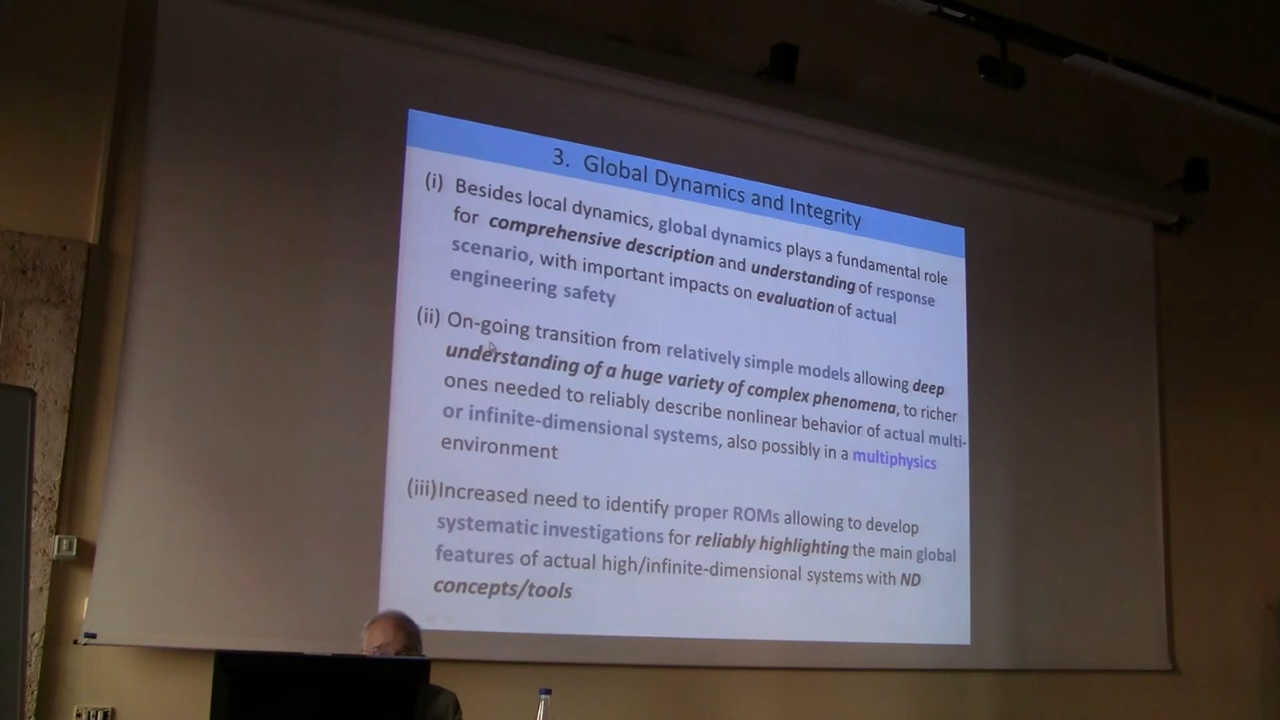 3. Global Dynamics and Integrity
(i) Besides local dynamics, global dynamics plays a fundamental role
for comprehensive description and understanding of response
scenario, with important impacts on evaluation of actual
engineering safety
(ii) On-going transition from relatively simple models allowing deep
understanding of a huge variety of complex phenomena, to richer
ones needed to reliably describe nonlinear behavior of actual multi-
or infinite-dimensional systems, also possibly in a multiphysics
environment
(iii)Increased need to identify proper ROMs allowing to develop
systematic investigations for reliably highlighting the main global
features of actual high/infinite-dimensional systems with ND
concepts/tools